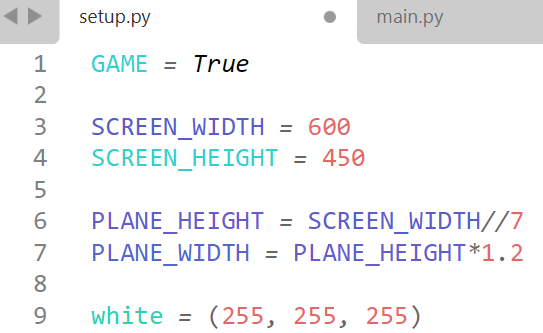 setup.py
main.py
1 GAME = True
2
3 SCREEN_WIDTH = 600
4 SCREEN_HEIGHT = 450
5
6 PLANE_HEIGHT = SCREEN_WIDTH//7
7 PLANE_WIDTH = PLANE_HEIGHT*1.2
8
9 white = (255, 255, 255)